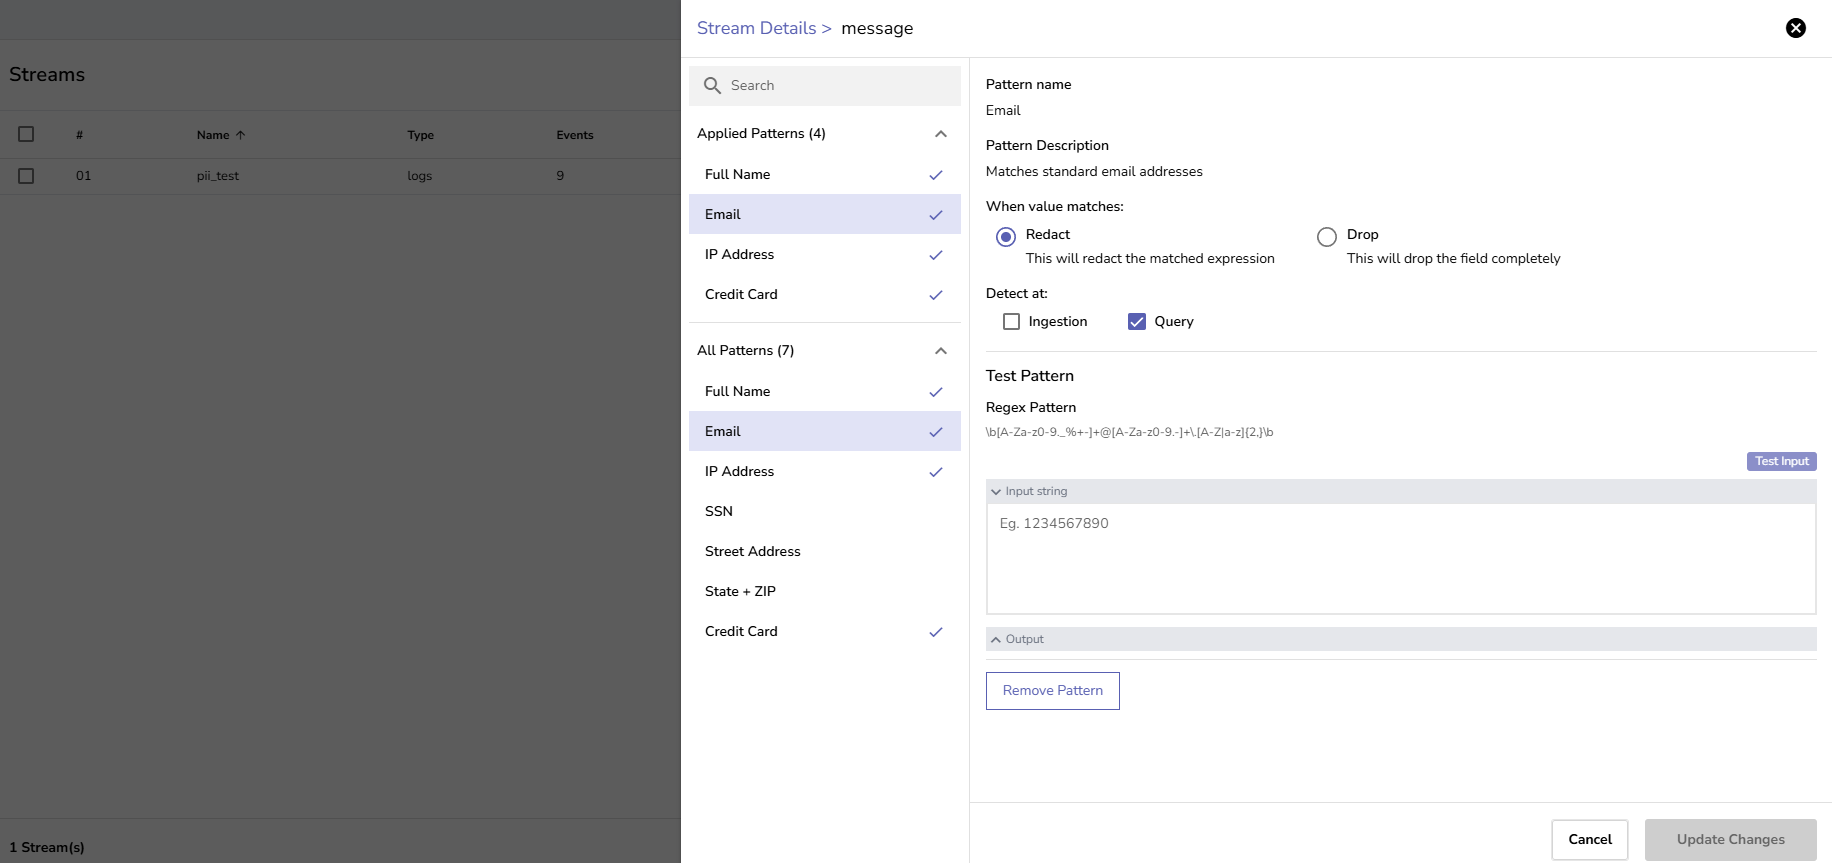 Streams
# Name Type Events
01 pii_test logs 9
1 Stream(s)
Stream Details > message
Search
Applied Patterns (4)
Full Name
Email
IP Address
Credit Card
All Patterns (7)
Full Name
Email
IP Address
SSN
Street Address
State + ZIP
Credit Card
Pattern name
Email
Pattern Description
Matches standard email addresses
When value matches:
Redact
This will redact the matched expression
Drop
This will drop the field completely
Detect at:
Ingestion Query
Test Pattern
Regex Pattern
\b[A-Za-z0-9._%+-]+@[A-Za-z0-9.-]+\.[A-Z|a-z]{2,}\b
Test Input
Input string
Eg. 1234567890
Output
Remove Pattern
Cancel Update Changes